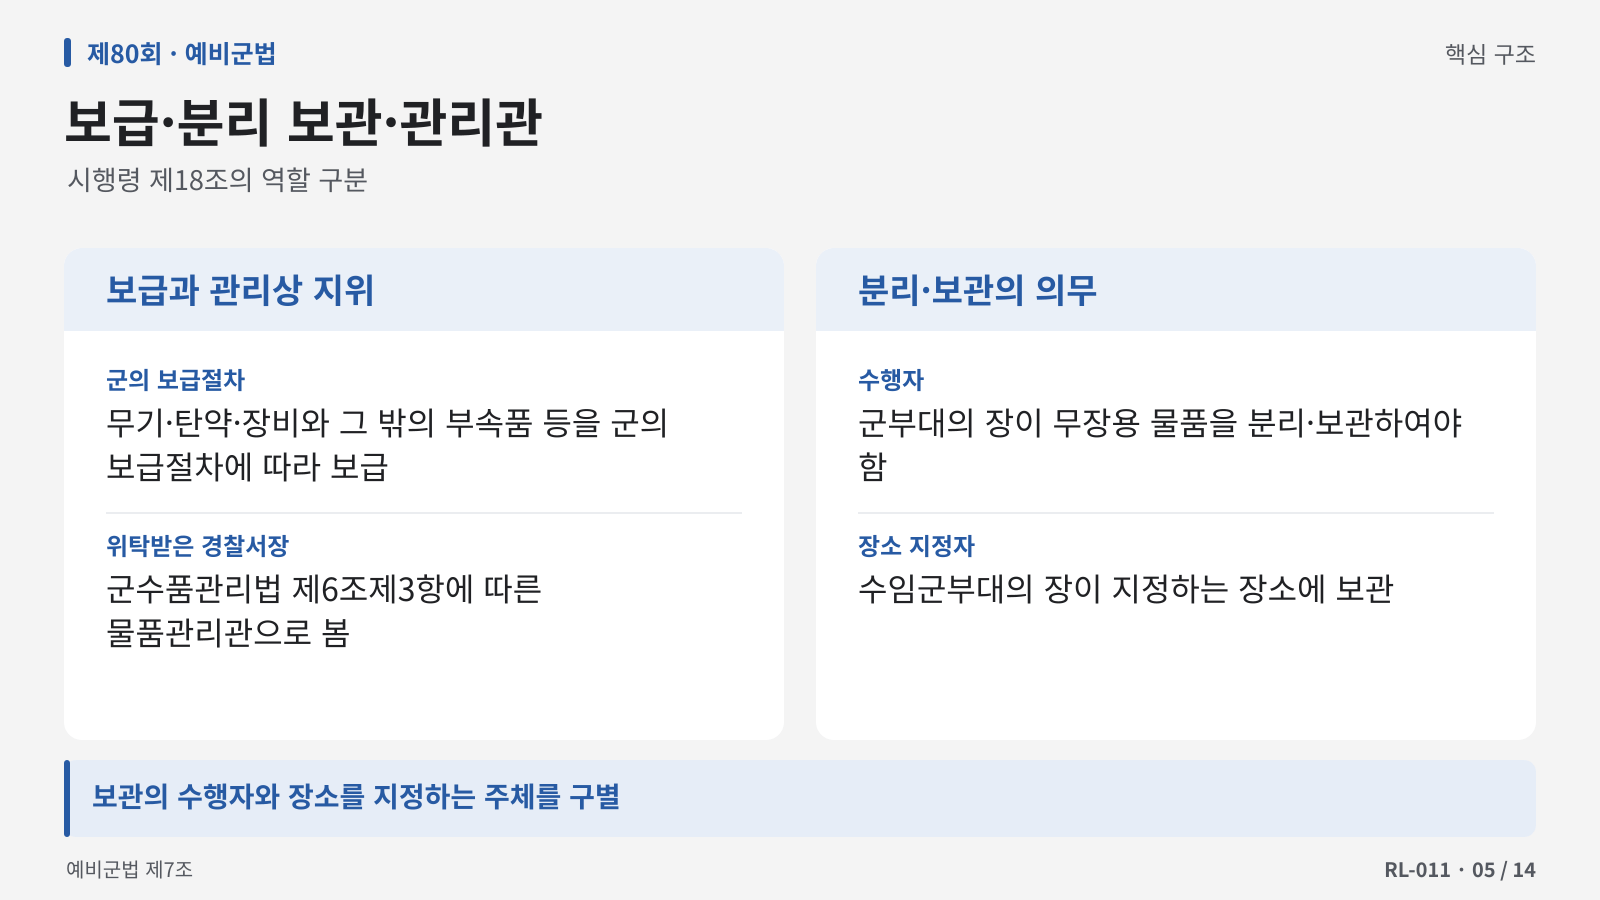 제80회 · 예비군법
핵심 구조
보급·분리 보관·관리관
시행령 제18조의 역할 구분
보급과 관리상 지위
군의 보급절차
무기·탄약·장비와 그 밖의 부속품 등을 군의
보급절차에 따라 보급
위탁받은 경찰서장
군수품관리법 제6조제3항에 따른
물품관리관으로 봄
분리·보관의 의무
수행자
군부대의 장이 무장용 물품을 분리·보관하여야
함
장소 지정자
수임군부대의 장이 지정하는 장소에 보관
보관의 수행자와 장소를 지정하는 주체를 구별
예비군법 제7조
RL-011 · 05 / 14